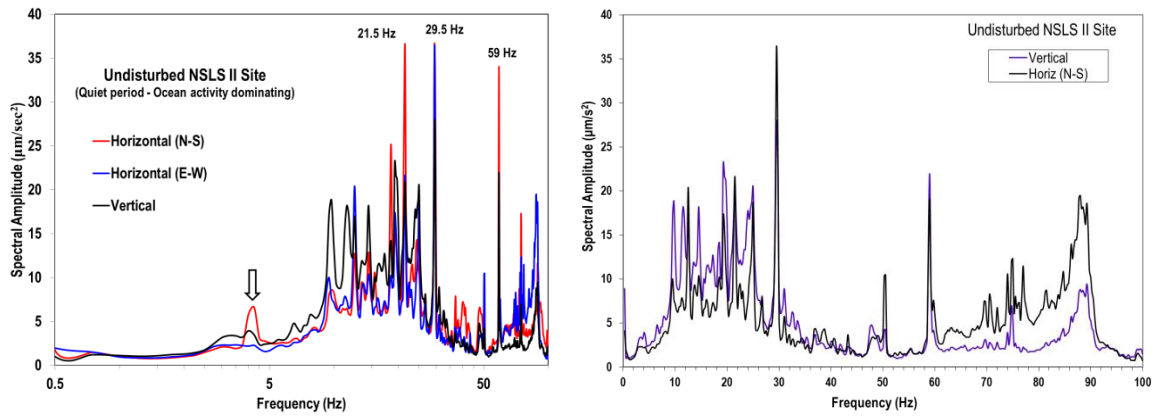 40
35
30
25
20
15
10
5
0
Spectral Amplitude (μm/sec²)
21.5 Hz
29.5 Hz
59 Hz
Undisturbed NSLS II Site
(Quiet period - Ocean activity dominating)
Horizontal (N-S)
Horizontal (E-W)
Vertical
0.5
5
50
Frequency (Hz)
40
35
30
25
20
15
10
5
0
Spectral Amplitude (μm/s²)
Undisturbed NSLS II Site
Vertical
Horiz (N-S)
0 10 20 30 40 50 60 70 80 90 100
Frequency (Hz)